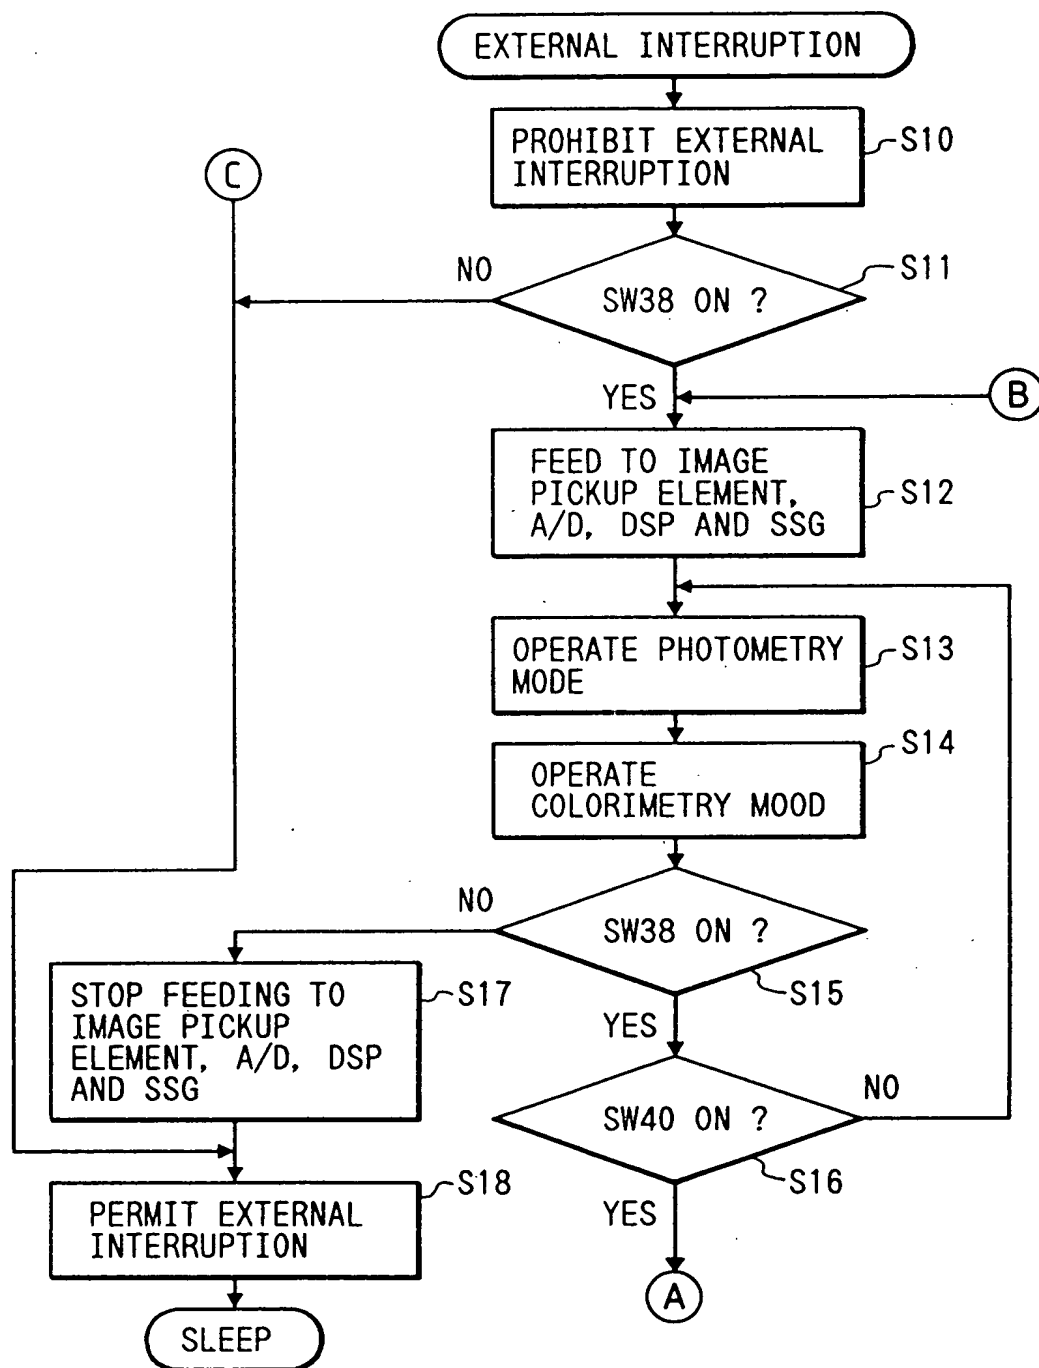 EXTERNAL INTERRUPTION
PROHIBIT EXTERNAL
INTERRUPTION
S10
C
NO
SW38 ON ?
S11
YES
B
FEED TO IMAGE
PICKUP ELEMENT,
A/D, DSP AND SSG
S12
OPERATE PHOTOMETRY
MODE
S13
OPERATE
COLORIMETRY MOOD
S14
NO
SW38 ON ?
S15
YES
STOP FEEDING TO
IMAGE PICKUP
ELEMENT, A/D, DSP
AND SSG
S17
SW40 ON ?
NO
S16
YES
PERMIT EXTERNAL
INTERRUPTION
S18
A
SLEEP